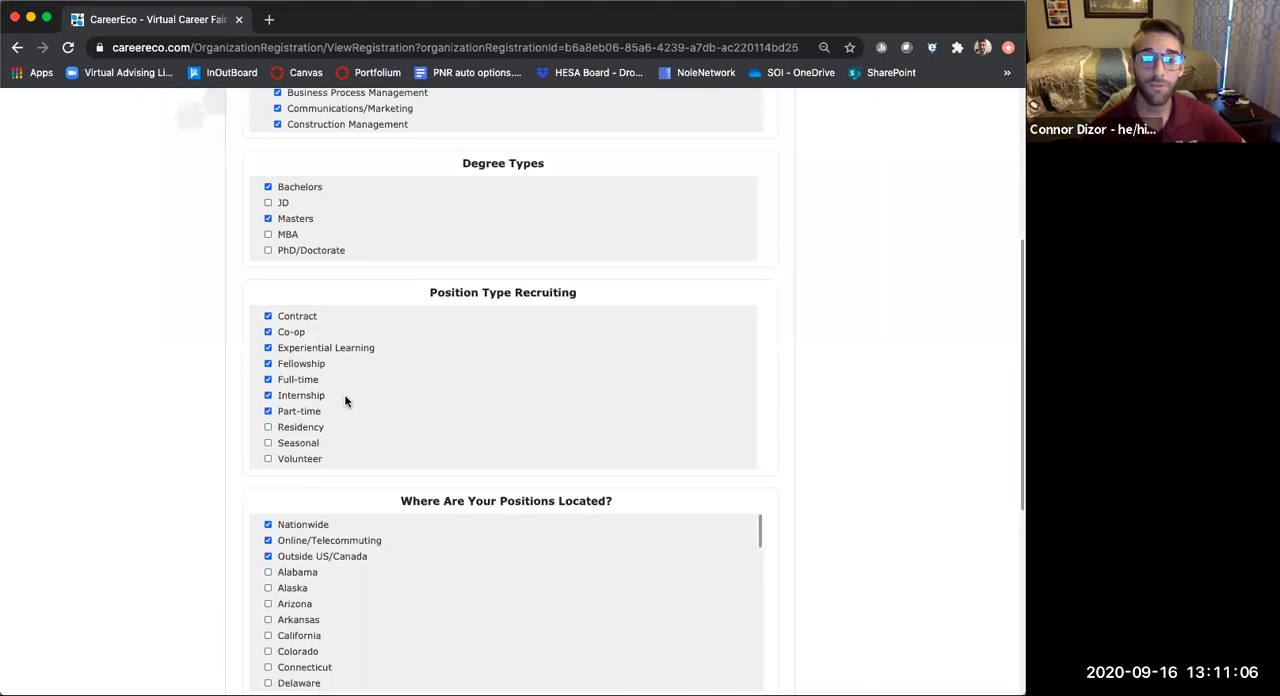 CareerEco - Virtual Career Fair
careereco.com/OrganizationRegistration/ViewRegistration?organizationRegistrationId=b6a8eb06-85a6-4239-a7db-ac220114bd25
Apps Virtual Advising Li... InOutBoard Canvas Portfolium PNR auto options.... HESA Board - Dro... NoleNetwork SOI - OneDrive SharePoint »
Connor Dizor - he/hi...
Business Process Management
Communications/Marketing
Construction Management
Degree Types
Bachelors
JD
Masters
MBA
PhD/Doctorate
Position Type Recruiting
Contract
Co-op
Experiential Learning
Fellowship
Full-time
Internship
Part-time
Residency
Seasonal
Volunteer
Where Are Your Positions Located?
Nationwide
Online/Telecommuting
Outside US/Canada
Alabama
Alaska
Arizona
Arkansas
California
Colorado
Connecticut
Delaware
2020-09-16 13:11:06